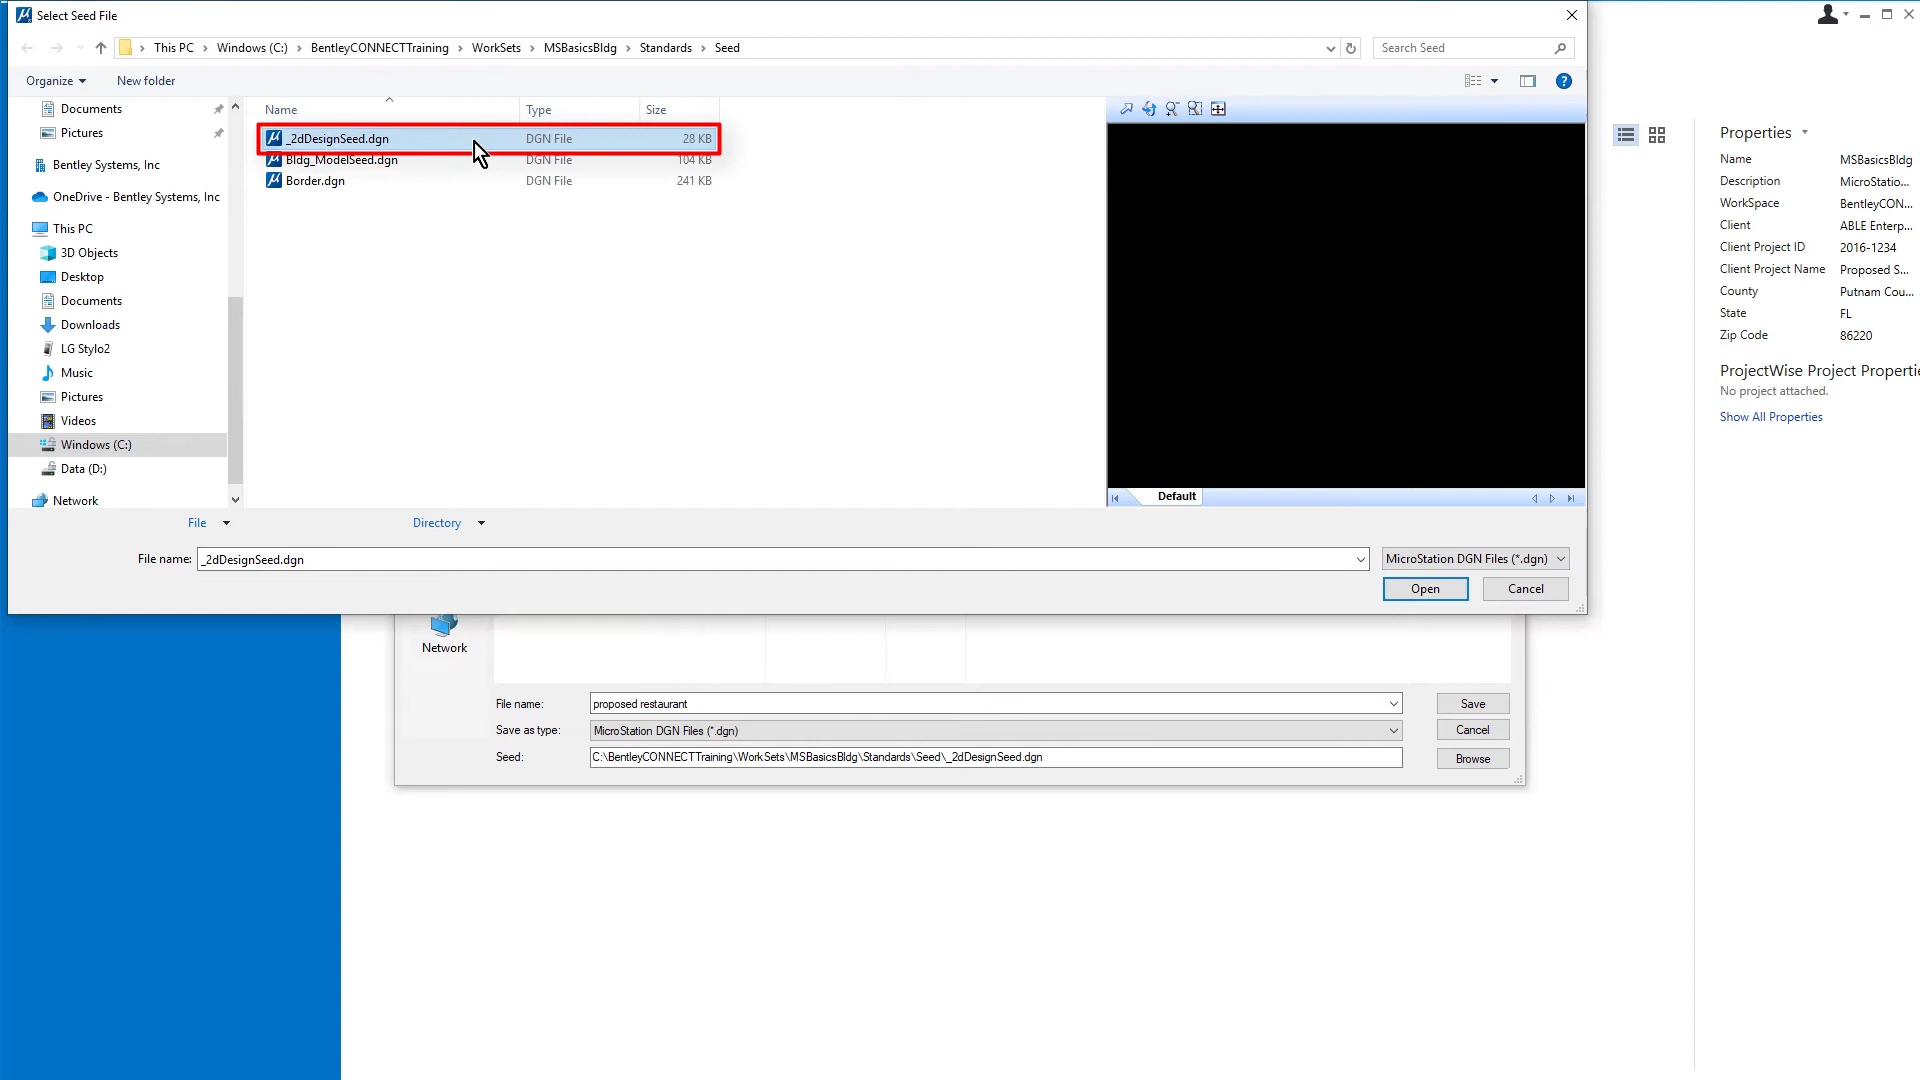 Select Seed File
This PC > Windows (C:) > BentleyCONNECTTraining > WorkSets > MSBasicsBldg > Standards > Seed
Search Seed
Organize
New folder
Documents
Pictures
Bentley Systems, Inc
OneDrive - Bentley Systems, Inc
This PC
3D Objects
Desktop
Documents
Downloads
LG Stylo2
Music
Pictures
Videos
Windows (C:)
Data (D:)
Network
Name Type Size
_2dDesignSeed.dgn DGN File 28 KB
Bldg_ModelSeed.dgn DGN File 104 KB
Border.dgn DGN File 241 KB
Default
File Directory
File name: _2dDesignSeed.dgn
MicroStation DGN Files (*.dgn)
Open Cancel
Network
File name: proposed restaurant Save
Save as type: MicroStation DGN Files (*.dgn) Cancel
Seed: C:\BentleyCONNECTTraining\WorkSets\MSBasicsBldg\Standards\Seed\_2dDesignSeed.dgn Browse
Properties
Name MSBasicsBldg
Description MicroStatio...
WorkSpace BentleyCON...
Client ABLE Enterp...
Client Project ID 2016-1234
Client Project Name Proposed S...
County Putnam Cou...
State FL
Zip Code 86220
ProjectWise Project Properti
No project attached.
Show All Properties